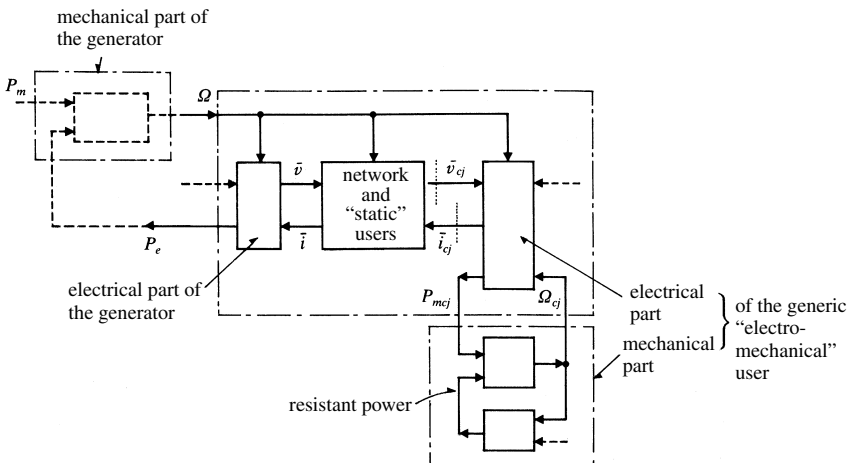 mechanical part of
the generator
P_m
Ω
v̄
network
and
“static”
users
v̄_cj
ī
ī_cj
P_e
electrical part of
the generator
P_mcj
Ω_cj
electrical
part
mechanical
part
of the generic
“electro-
mechanical”
user
resistant power